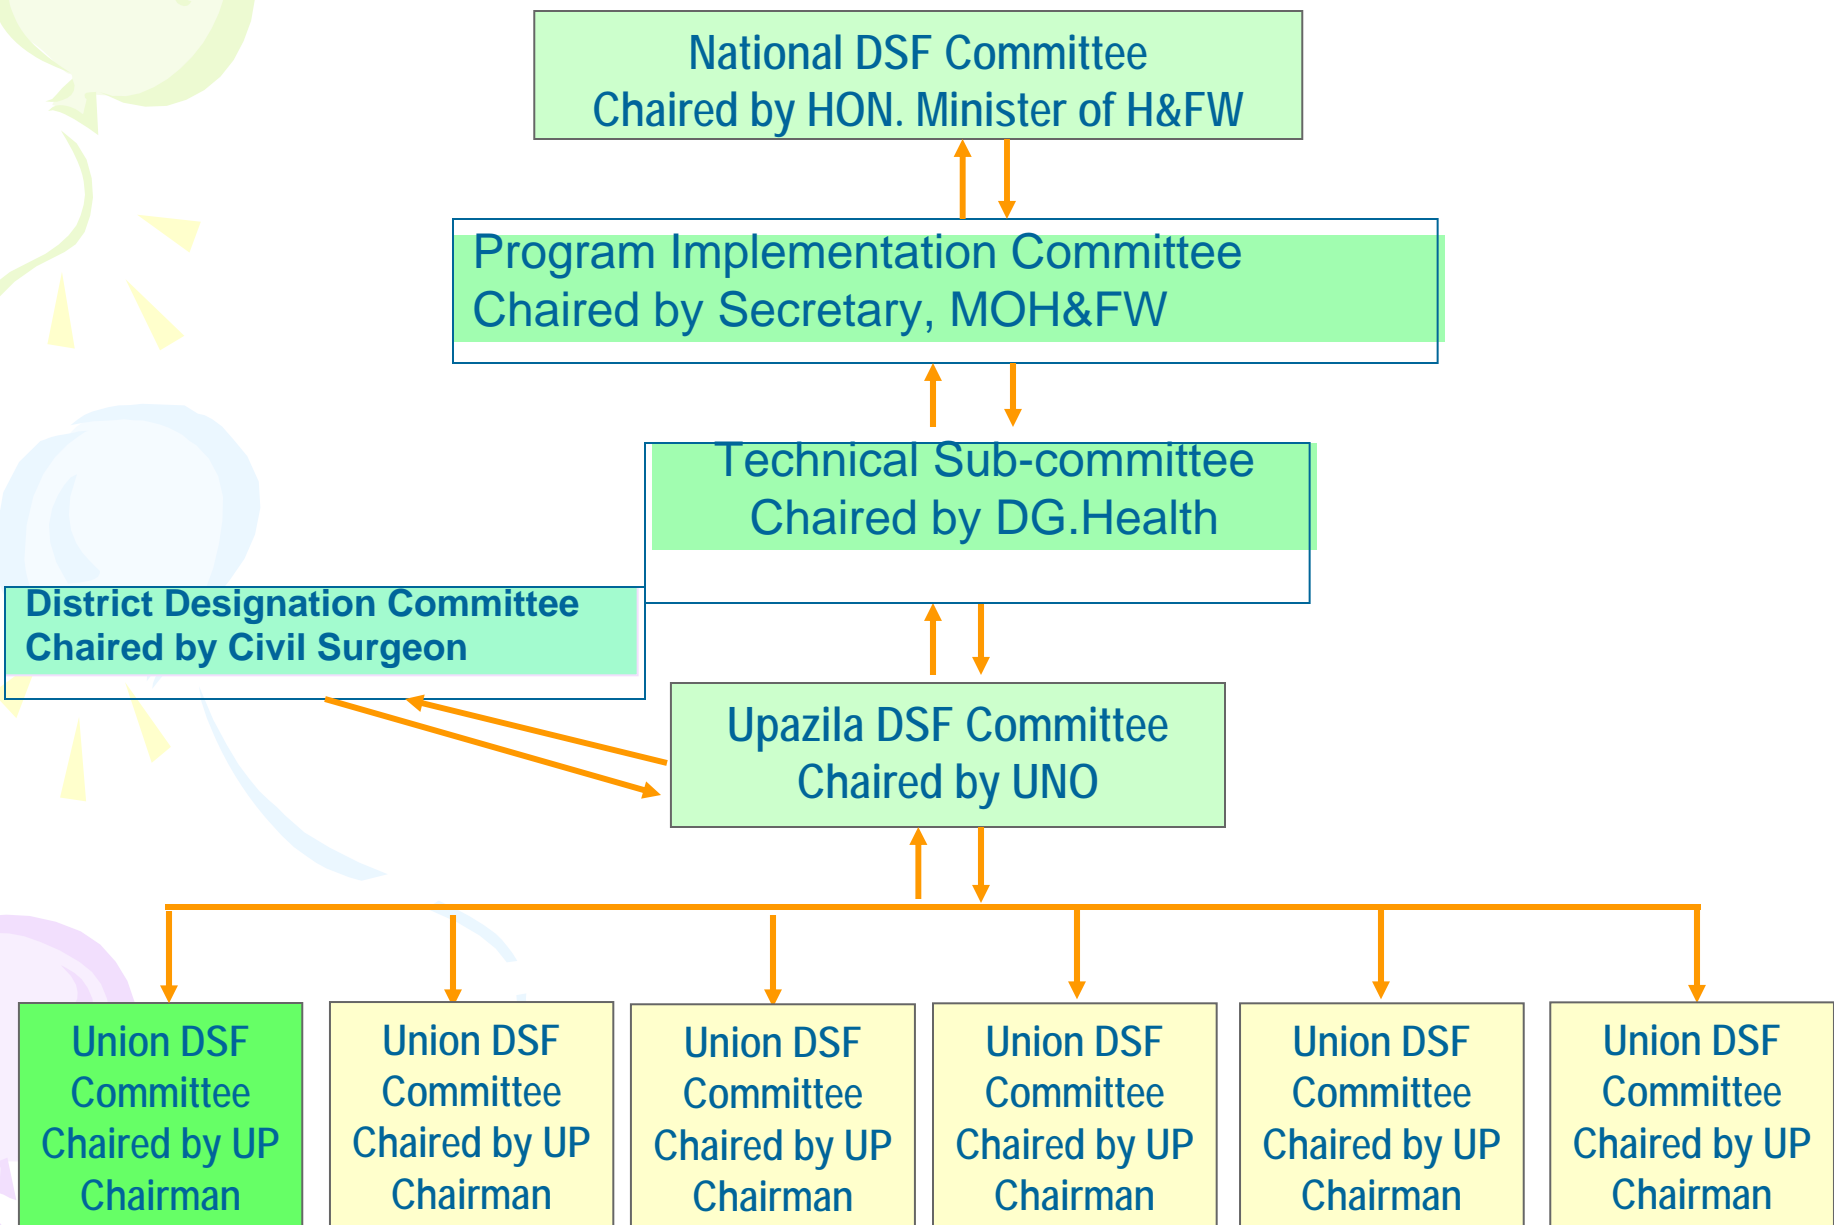 National DSF Committee
Chaired by HON. Minister of H&FW
Program Implementation Committee
Chaired by Secretary, MOH&FW
Technical Sub-committee
Chaired by DG.Health
District Designation Committee
Chaired by Civil Surgeon
Upazila DSF Committee
Chaired by UNO
Union DSF
Committee
Chaired by UP
Chairman
Union DSF
Committee
Chaired by UP
Chairman
Union DSF
Committee
Chaired by UP
Chairman
Union DSF
Committee
Chaired by UP
Chairman
Union DSF
Committee
Chaired by UP
Chairman
Union DSF
Committee
Chaired by UP
Chairman